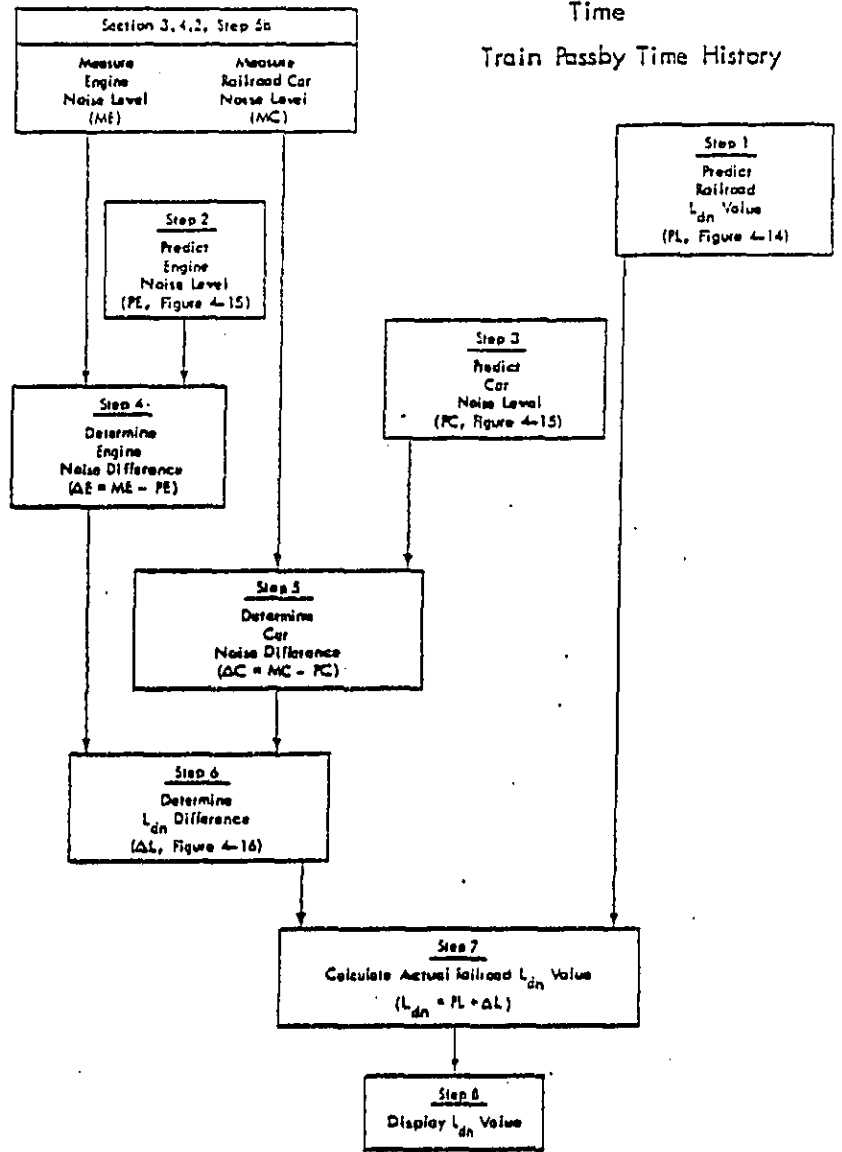 Time
Train Passby Time History
Section 3.4.2, Step 5b
Measure
Engine
Noise Level
(ME)
Measure
Railroad Car
Noise Level
(MC)
Step 1
Predict
Railroad
Ldn Value
(PL, Figure 4-14)
Step 2
Predict
Engine
Noise Level
(PE, Figure 4-15)
Step 3
Predict
Car
Noise Level
(PC, Figure 4-15)
Step 4
Determine
Engine
Noise Difference
(ΔE = ME - PE)
Step 5
Determine
Car
Noise Difference
(ΔC = MC - PC)
Step 6
Determine
Ldn Difference
(ΔL, Figure 4-16)
Step 7
Calculate Actual Railroad Ldn Value
(Ldn = PL + ΔL)
Step 8
Display Ldn Value